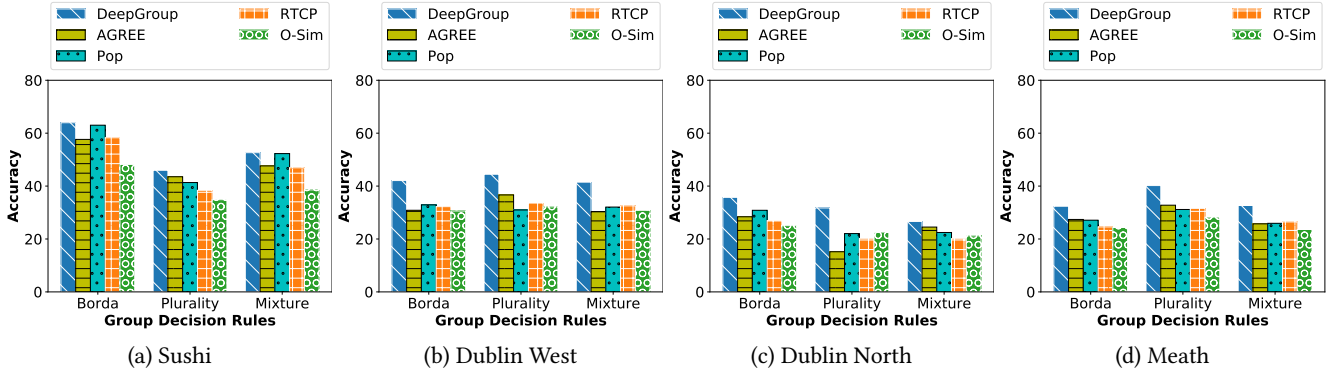 DeepGroup
AGREE
Pop
RTCP
O-Sim
80
60
40
20
0
Accuracy
Borda Plurality Mixture
Group Decision Rules
(a) Sushi
DeepGroup
AGREE
Pop
RTCP
O-Sim
80
60
40
20
0
Accuracy
Borda Plurality Mixture
Group Decision Rules
(b) Dublin West
DeepGroup
AGREE
Pop
RTCP
O-Sim
80
60
40
20
0
Accuracy
Borda Plurality Mixture
Group Decision Rules
(c) Dublin North
DeepGroup
AGREE
Pop
RTCP
O-Sim
80
60
40
20
0
Accuracy
Borda Plurality Mixture
Group Decision Rules
(d) Meath